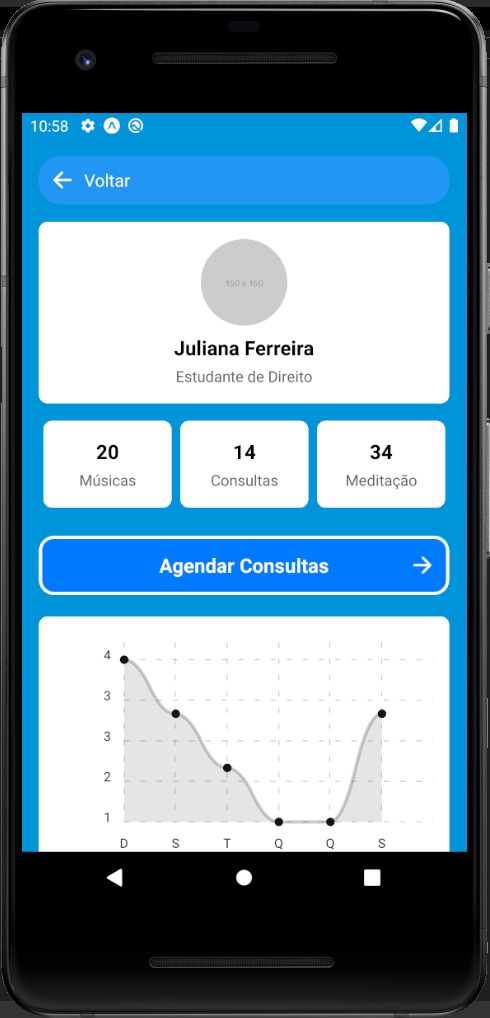 10:58
Voltar
150 x 150
Juliana Ferreira
Estudante de Direito
20 14 34
Músicas Consultas Meditação
Agendar Consultas
4
3
3
2
1
D S T Q Q S